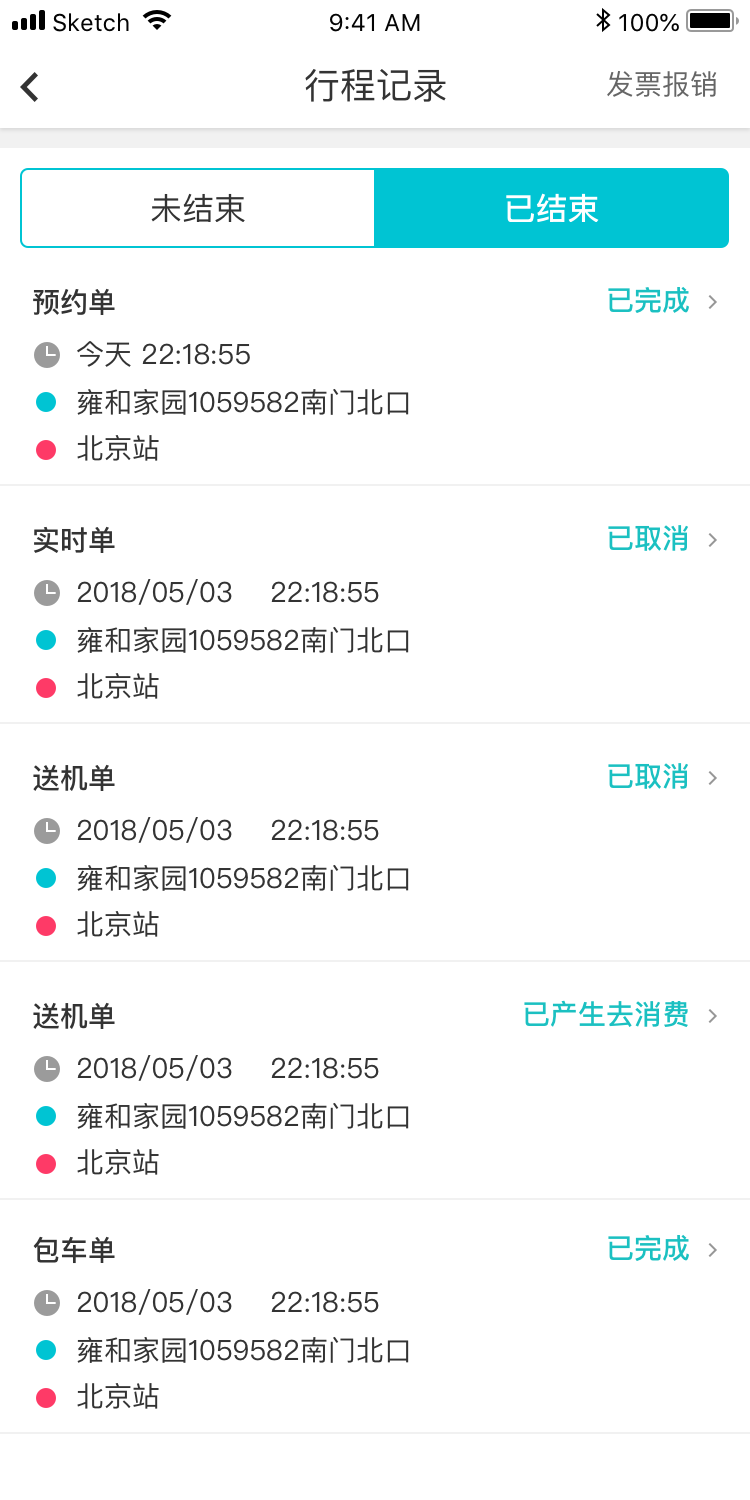 Sketch 9:41 AM 100%
行程记录 发票报销
未结束 已结束
预约单 已完成
今天 22:18:55
雍和家园1059582南门北口
北京站
实时单 已取消
2018/05/03 22:18:55
雍和家园1059582南门北口
北京站
送机单 已取消
2018/05/03 22:18:55
雍和家园1059582南门北口
北京站
送机单 已产生去消费
2018/05/03 22:18:55
雍和家园1059582南门北口
北京站
包车单 已完成
2018/05/03 22:18:55
雍和家园1059582南门北口
北京站